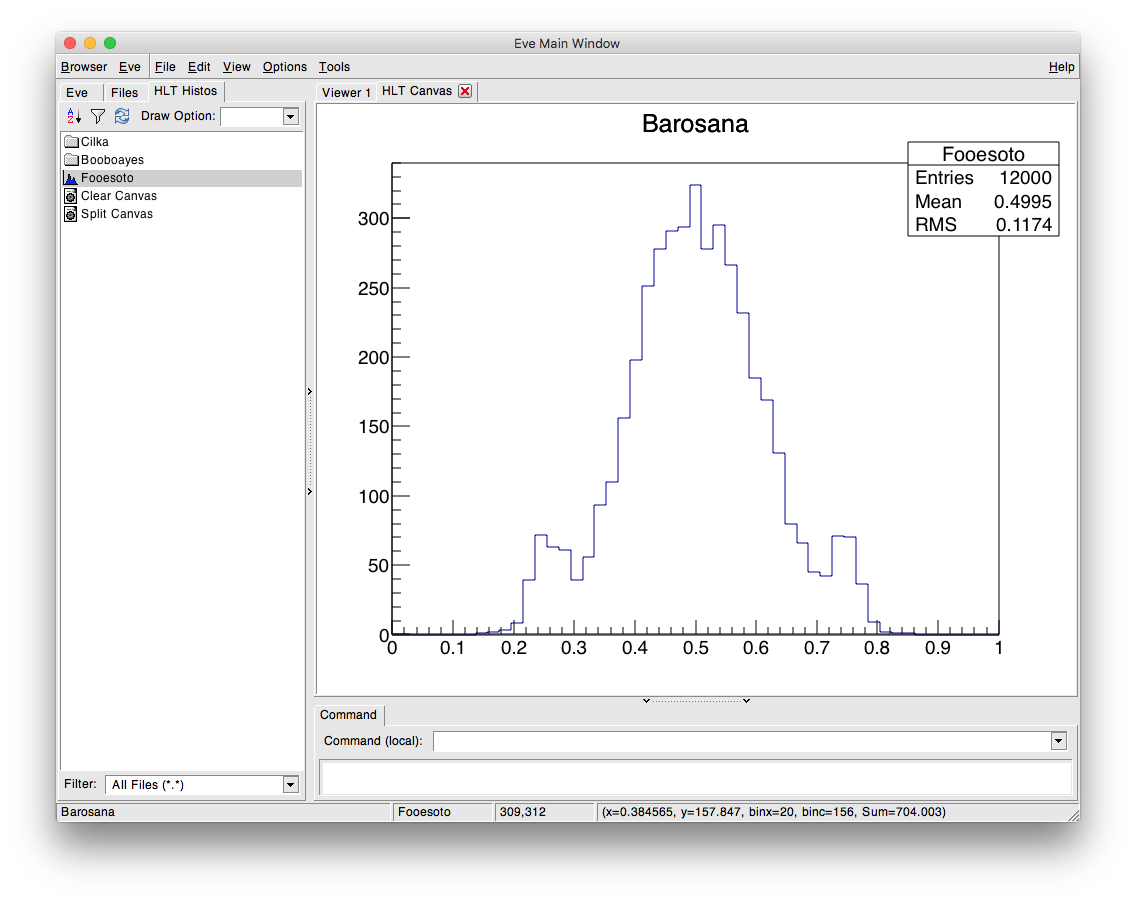 Eve Main Window
Browser Eve File Edit View Options Tools Help
Eve Files HLT Histos
Draw Option:
Cilka
Booboayes
Fooesoto
Clear Canvas
Split Canvas
Filter: All Files (*.*)
Viewer 1 HLT Canvas
Barosana
Fooesoto
Entries 12000
Mean 0.4995
RMS 0.1174
300
250
200
150
100
50
0
0 0.1 0.2 0.3 0.4 0.5 0.6 0.7 0.8 0.9 1
Command
Command (local):
Barosana Fooesoto 309,312 (x=0.384565, y=157.847, binx=20, binc=156, Sum=704.003)